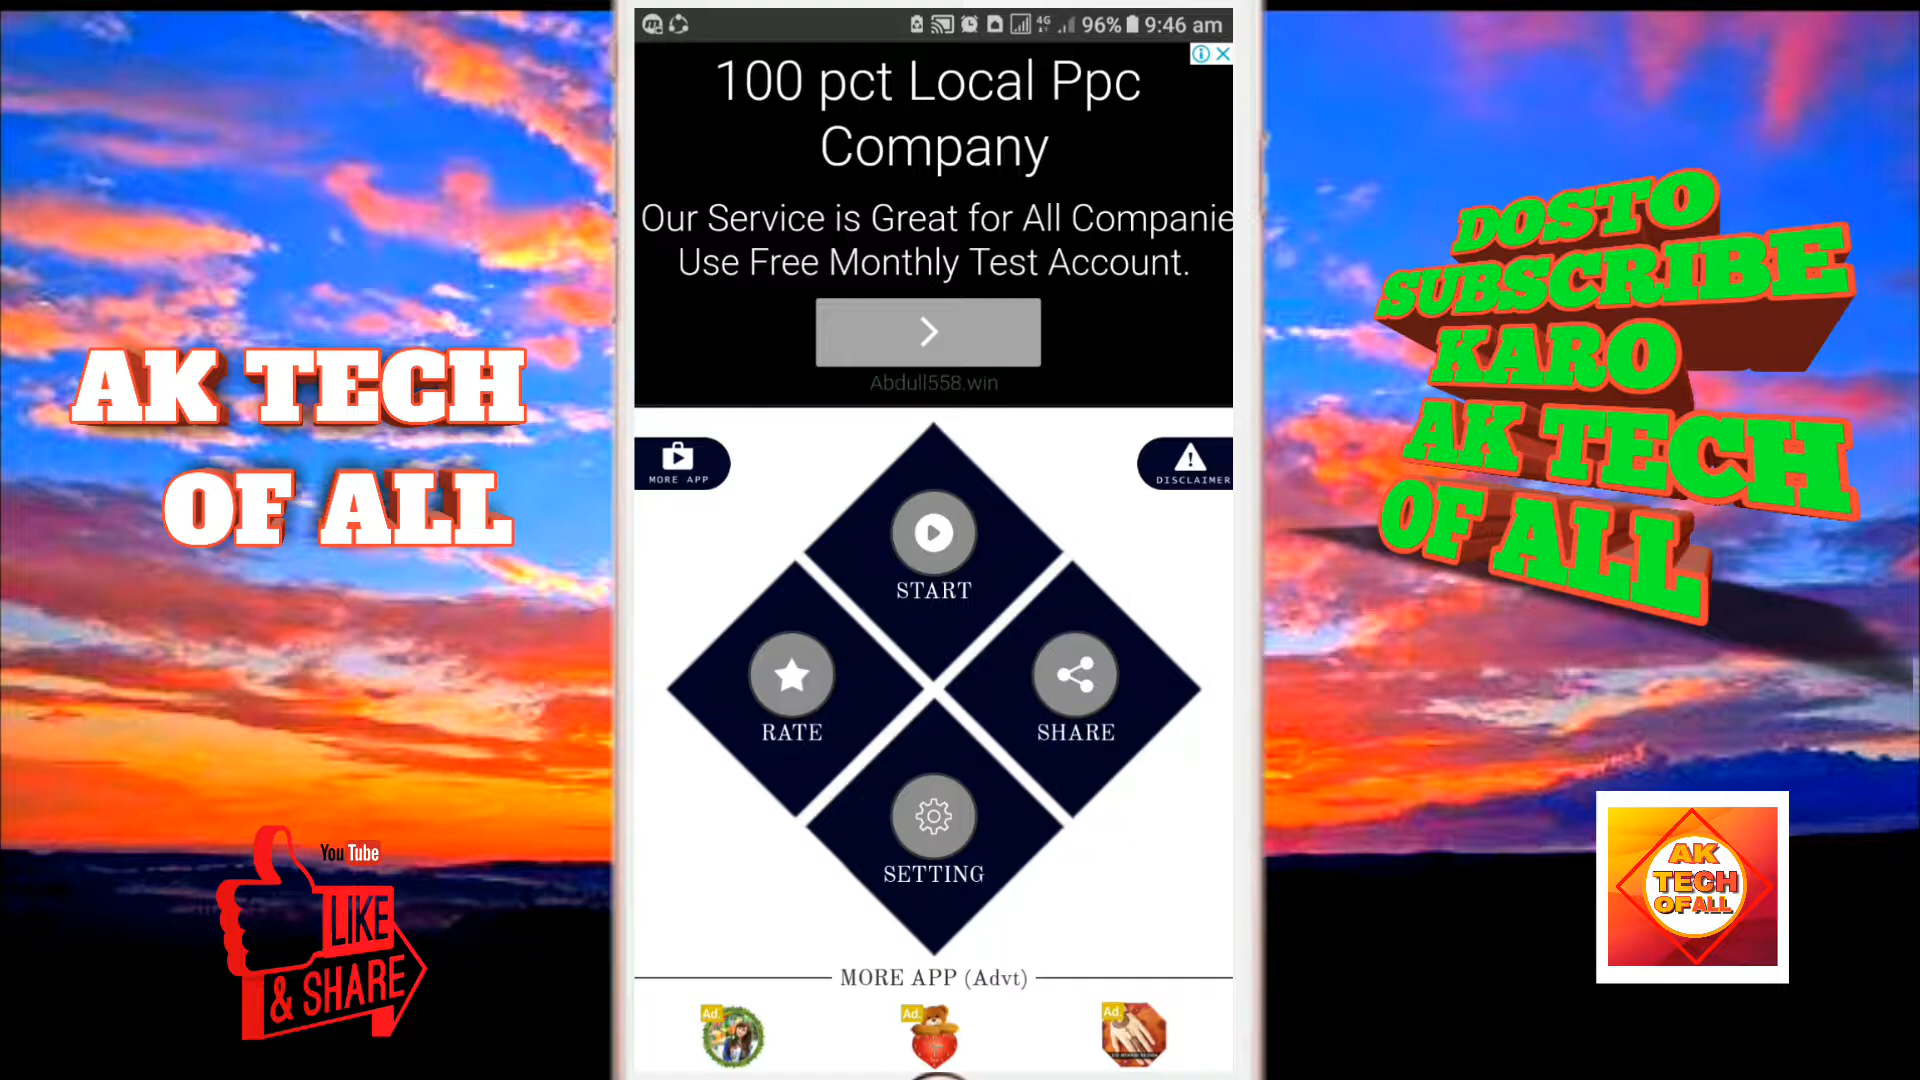 4G 96% 9:46 am
100 pct Local Ppc
Company
Our Service is Great for All Companie
Use Free Monthly Test Account.
Abdull558.win
MORE APP
DISCLAIMER
START
RATE
SHARE
SETTING
MORE APP (Advt)
Ad.
Ad.
Ad.
AK TECH
OF ALL
You Tube
LIKE
& SHARE
DOSTO
SUBSCRIBE
KARO
AK TECH
OF ALL
AK
TECH
OF ALL